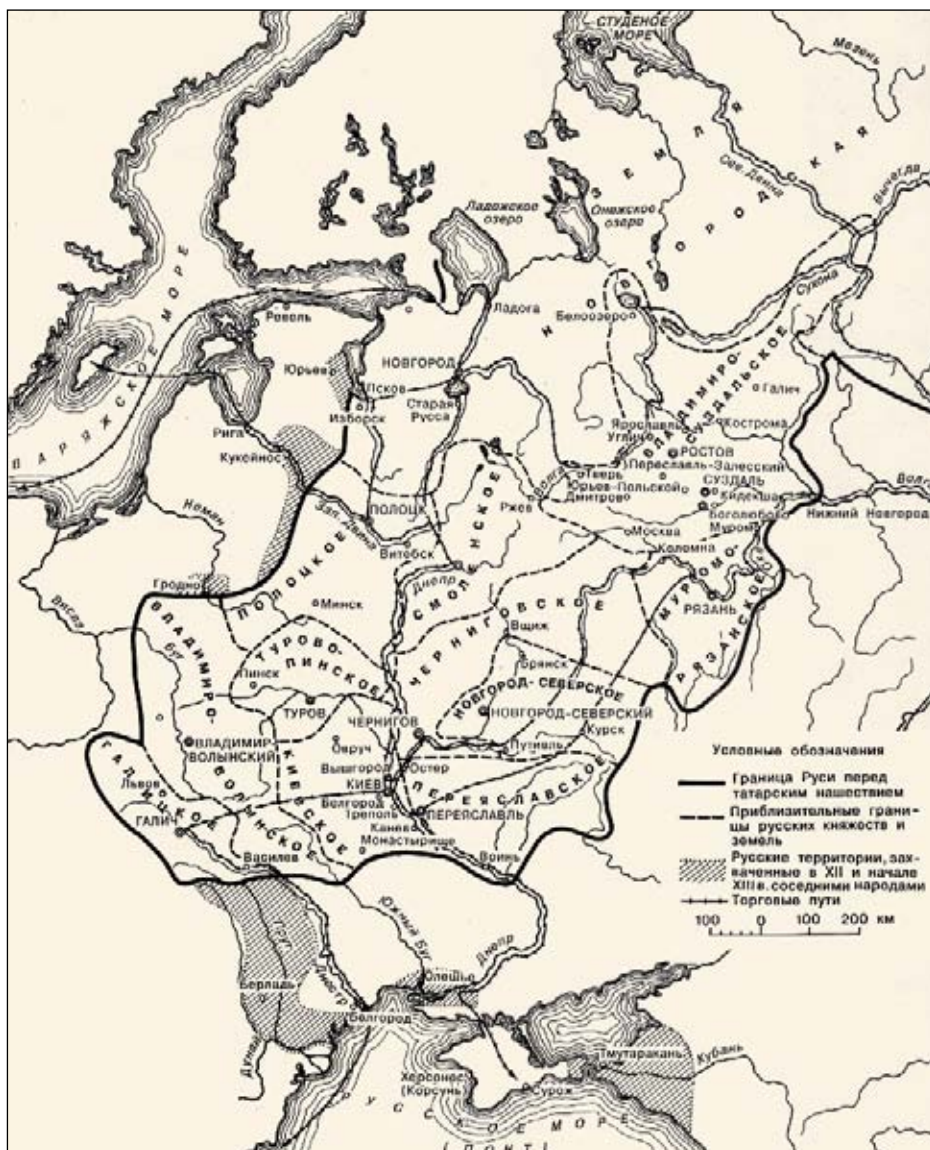 СТУДЕНОЕ
МОРЕ
Мезень
ЗЕМЛЯ
НОВГОРОДСКАЯ
Сев. Двина
Вычегда
Ладожское
озеро
Онежское
озеро
Сухона
ВАРЯЖСКОЕ МОРЕ
Ревель
Ладога
Белоозеро
НОВГОРОД
Юрьев
Псков
Изборск
Старая
Русса
Рига
Кукейнос
ВЛАДИМИРО-
СУЗДАЛЬСКОЕ
Галич
Ярославль
Кострома
Углич
РОСТОВ
Переславль-Залесский
Тверь
СУЗДАЛЬ
Юрьев-Польской
Кидекша
Дмитров
Волга
Ржев
Боголюбово
Муром
Нижний Новгород
Москва
Коломна
Неман
Зап. Двина
ПОЛОЦК
Витебск
Днепр
СМОЛЕНСКОЕ
Гродно
ПОЛОЦКОЕ
Минск
Висла
Буг
ВЛАДИМИРО-
ВОЛЫНСКОЕ
ТУРОВО-
ПИНСКОЕ
Пинск
ТУРОВ
ЧЕРНИГОВСКОЕ
Вщиж
Брянск
МУРОМО-
РЯЗАНСКОЕ
РЯЗАНЬ
НОВГОРОД-СЕВЕРСКОЕ
НОВГОРОД-СЕВЕРСКИЙ
ЧЕРНИГОВ
Курск
Путивль
ВЛАДИМИР-
ВОЛЫНСКИЙ
Овруч
Вышгород
Остер
КИЕВ
КИЕВСКОЕ
ПЕРЕЯСЛАВСКОЕ
Белгород
Треполь
ПЕРЕЯСЛАВЛЬ
Канев
Монастырище
Львов
ГАЛИЦКОЕ
ГАЛИЧ
Василев
Воинь
Условные обозначения
Граница Руси перед
татарским нашествием
Приблизительные грани-
цы русских княжеств и
земель
Русские территории, зах-
ваченные в XII и начале
XIII в. соседними народами
Торговые пути
100 0 100 200 км
Южный Буг
Днепр
Прут
Днестр
Олешье
Берладь
Белгород
Дунай
Тмутаракань
Кубань
Херсонес
(Корсунь)
Сурож
РУССКОЕ МОРЕ